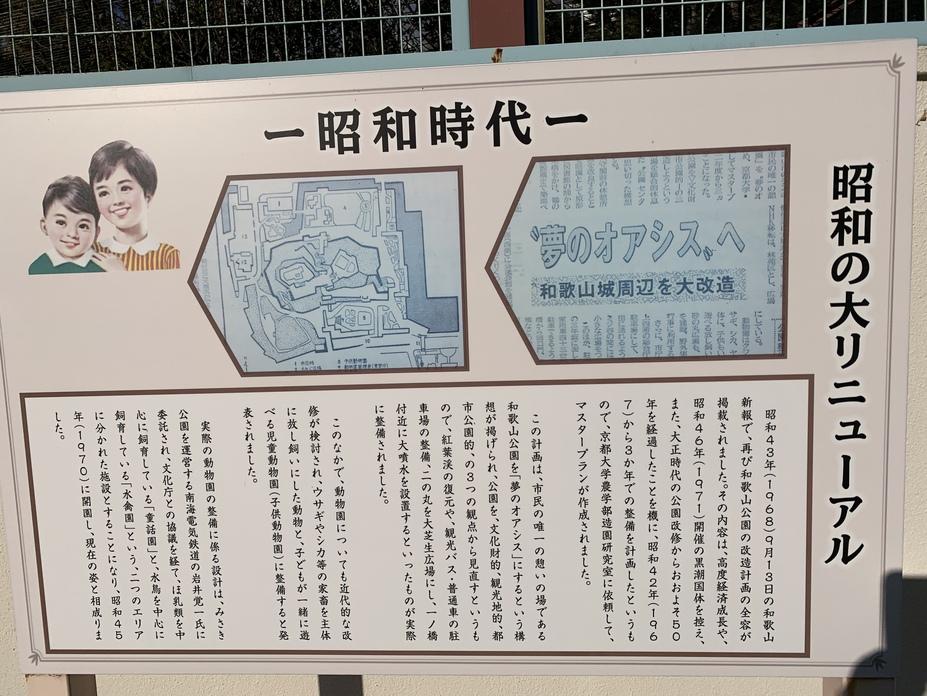 昭和の大リニューアル
ー昭和時代ー
〝夢のオアシス〟へ
和歌山城周辺を大改造
昭和43年（1968）9月13日の和歌山
新報で、再び和歌山公園の改造計画の全容が
掲載されました。その内容は、高度経済成長や、
昭和46年（1971）開催の黒潮国体を控え、
また、大正時代の公園改修からおおよそ50
年を経過したことを機に、昭和42年（196
7）から3か年での整備を計画したというも
ので、京都大学農学部造園研究室に依頼して、
マスタープランが作成されました。
この計画は、市民の唯一の憩いの場である
和歌山公園を「夢のオアシス」にするという構
想が掲げられ、公園を、文化財的、観光地的、都
市公園的、の3つの観点から見直すというも
ので、紅葉渓の復元や、観光バス・普通車の駐
車場の整備、二の丸を大芝生広場にし、一ノ橋
付近に大噴水を設置するといったものが実際
に整備されました。
このなかで、動物園についても近代的な改
修が検討され、ウサギやシカ等の家畜を主体
に放し飼いにした動物と、子どもが一緒に遊
べる児童動物園（子供動物園）に整備すると発
表されました。
実際の動物園の整備に係る設計は、みさき
公園を運営する南海電気鉄道の岩井覚一氏に
委託され、文化庁との協議を経て、ほ乳類を中
心に飼育している「童話園」と、水鳥を中心に
飼育している「水禽園」という、二つのエリア
に分かれた施設とすることになり、昭和45
年（1970）に開園し、現在の姿と相成りま
した。